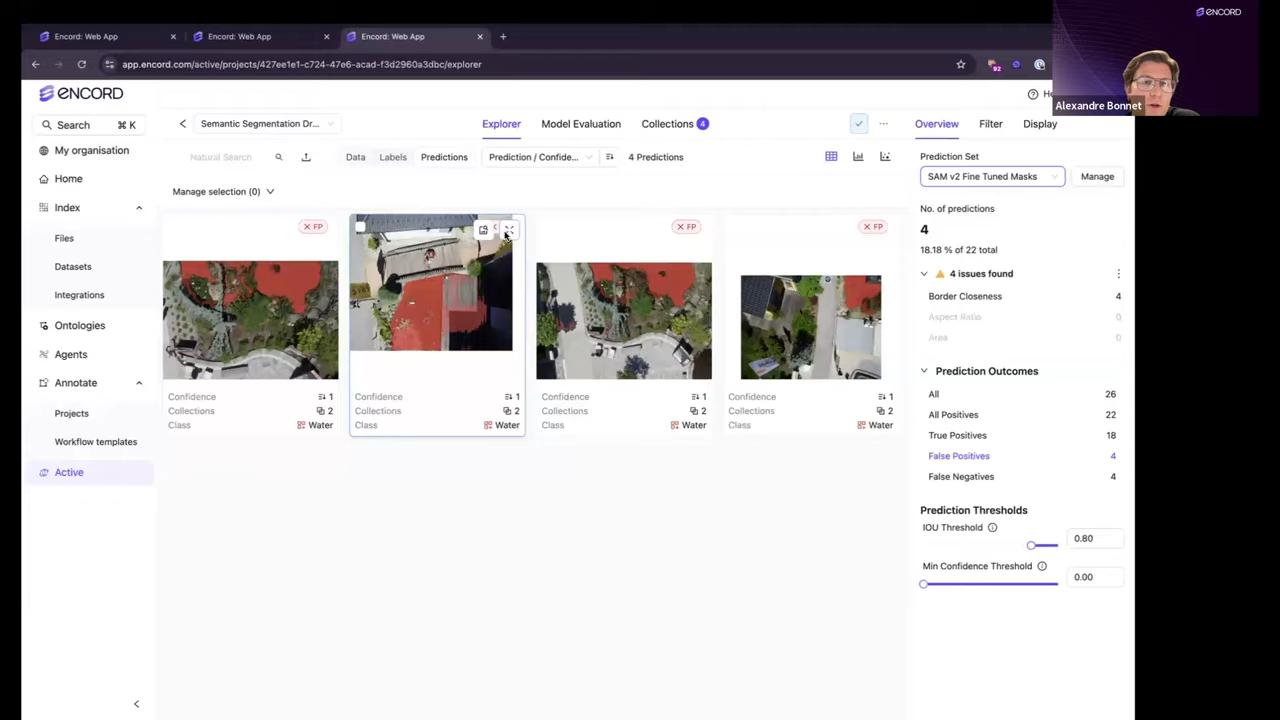 ENCORD
Encord: Web App
Encord: Web App
Encord: Web App
app.encord.com/active/projects/427ee1e1-c724-47e6-acad-f3d2960a3dbc/explorer
92
Alexandre Bonnet
ENCORD
Search ⌘ K
My organisation
Home
Index
Files
Datasets
Integrations
Ontologies
Agents
Annotate
Projects
Workflow templates
Active
Semantic Segmentation Dr...
Explorer
Model Evaluation
Collections 4
Natural Search
Data
Labels
Predictions
Prediction / Confide...
4 Predictions
Manage selection (0)
FP
Confidence 1
Collections 2
Class Water
Confidence 1
Collections 2
Class Water
FP
Confidence 1
Collections 2
Class Water
FP
Confidence 1
Collections 2
Class Water
Overview
Filter
Display
Prediction Set
SAM v2 Fine Tuned Masks
Manage
No. of predictions
4
18.18 % of 22 total
4 issues found
Border Closeness 4
Aspect Ratio 0
Area 0
Prediction Outcomes
All 26
All Positives 22
True Positives 18
False Positives 4
False Negatives 4
Prediction Thresholds
IOU Threshold
0.80
Min Confidence Threshold
0.00